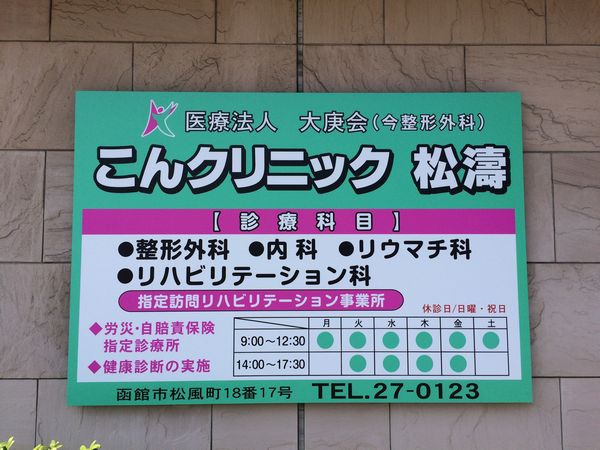 医療法人 大庚会(今整形外科)
こんクリニック 松濤
【診療科目】
●整形外科 ●内科 ●リウマチ科
●リハビリテーション科
指定訪問リハビリテーション事業所
休診日/日曜・祝日
◆労災・自賠責保険
指定診療所
◆健康診断の実施
月 火 水 木 金 土
9:00〜12:30 ● ● ● ● ● ●
14:00〜17:30 ● ● ● ●
函館市松風町18番17号 TEL.27-0123